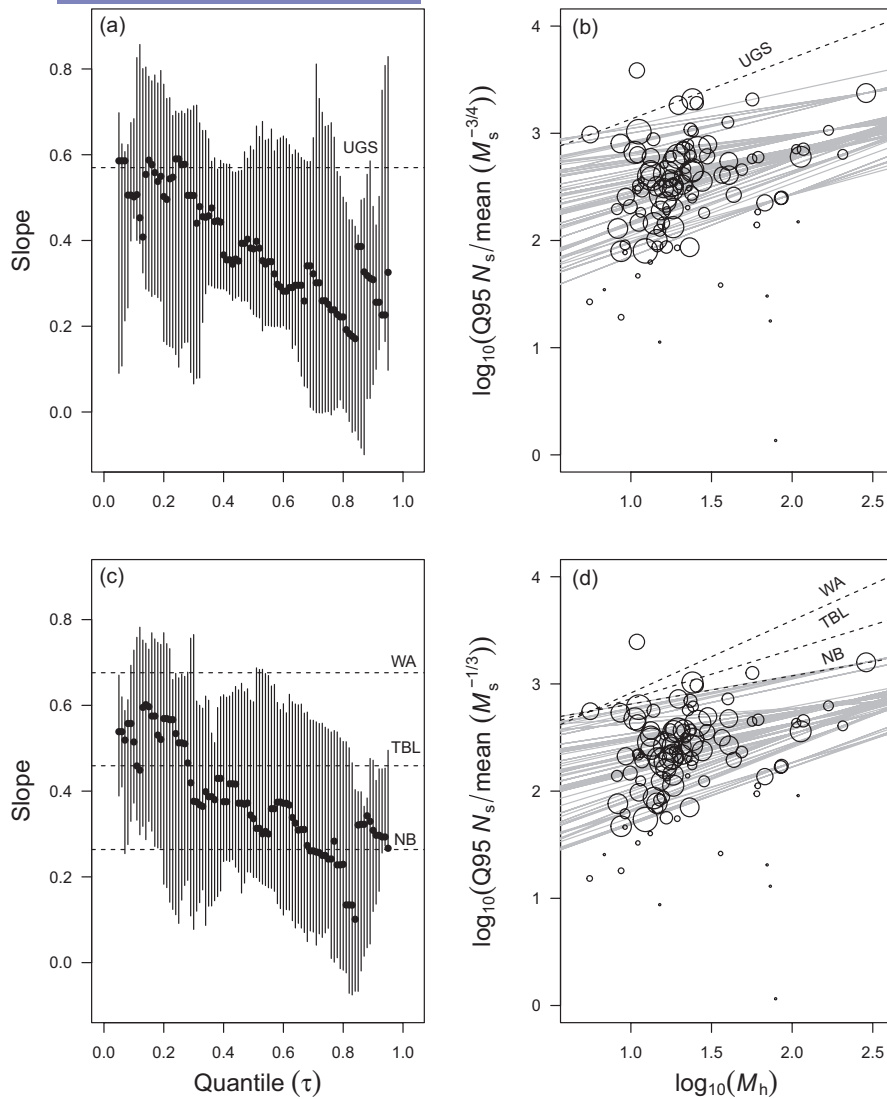 (a)
UGS
Slope
0.8
0.6
0.4
0.2
0.0
0.0 0.2 0.4 0.6 0.8 1.0
(b)
UGS
log₁₀(Q95 Nₛ/mean (Mₛ⁻³/⁴))
4
3
2
1
0
1.0 1.5 2.0 2.5
(c)
WA
TBL
NB
Slope
0.8
0.6
0.4
0.2
0.0
0.0 0.2 0.4 0.6 0.8 1.0
Quantile (τ)
(d)
WA
TBL
NB
log₁₀(Q95 Nₛ/mean (Mₛ⁻¹/³))
4
3
2
1
0
1.0 1.5 2.0 2.5
log₁₀(Mₕ)